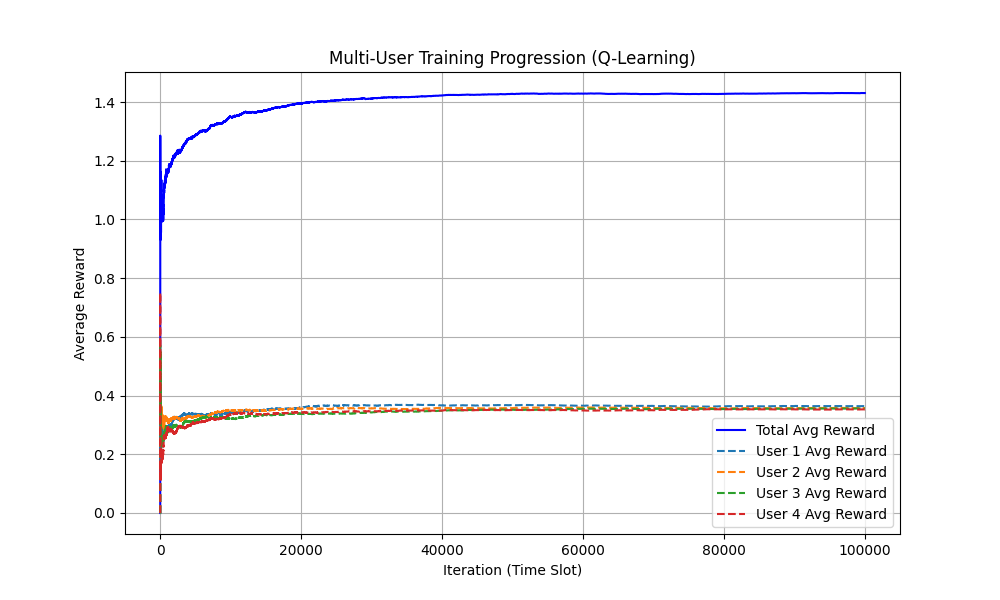 Multi-User Training Progression (Q-Learning)
Average Reward
1.4
1.2
1.0
0.8
0.6
0.4
0.2
0.0
Total Avg Reward
User 1 Avg Reward
User 2 Avg Reward
User 3 Avg Reward
User 4 Avg Reward
0 20000 40000 60000 80000 100000
Iteration (Time Slot)